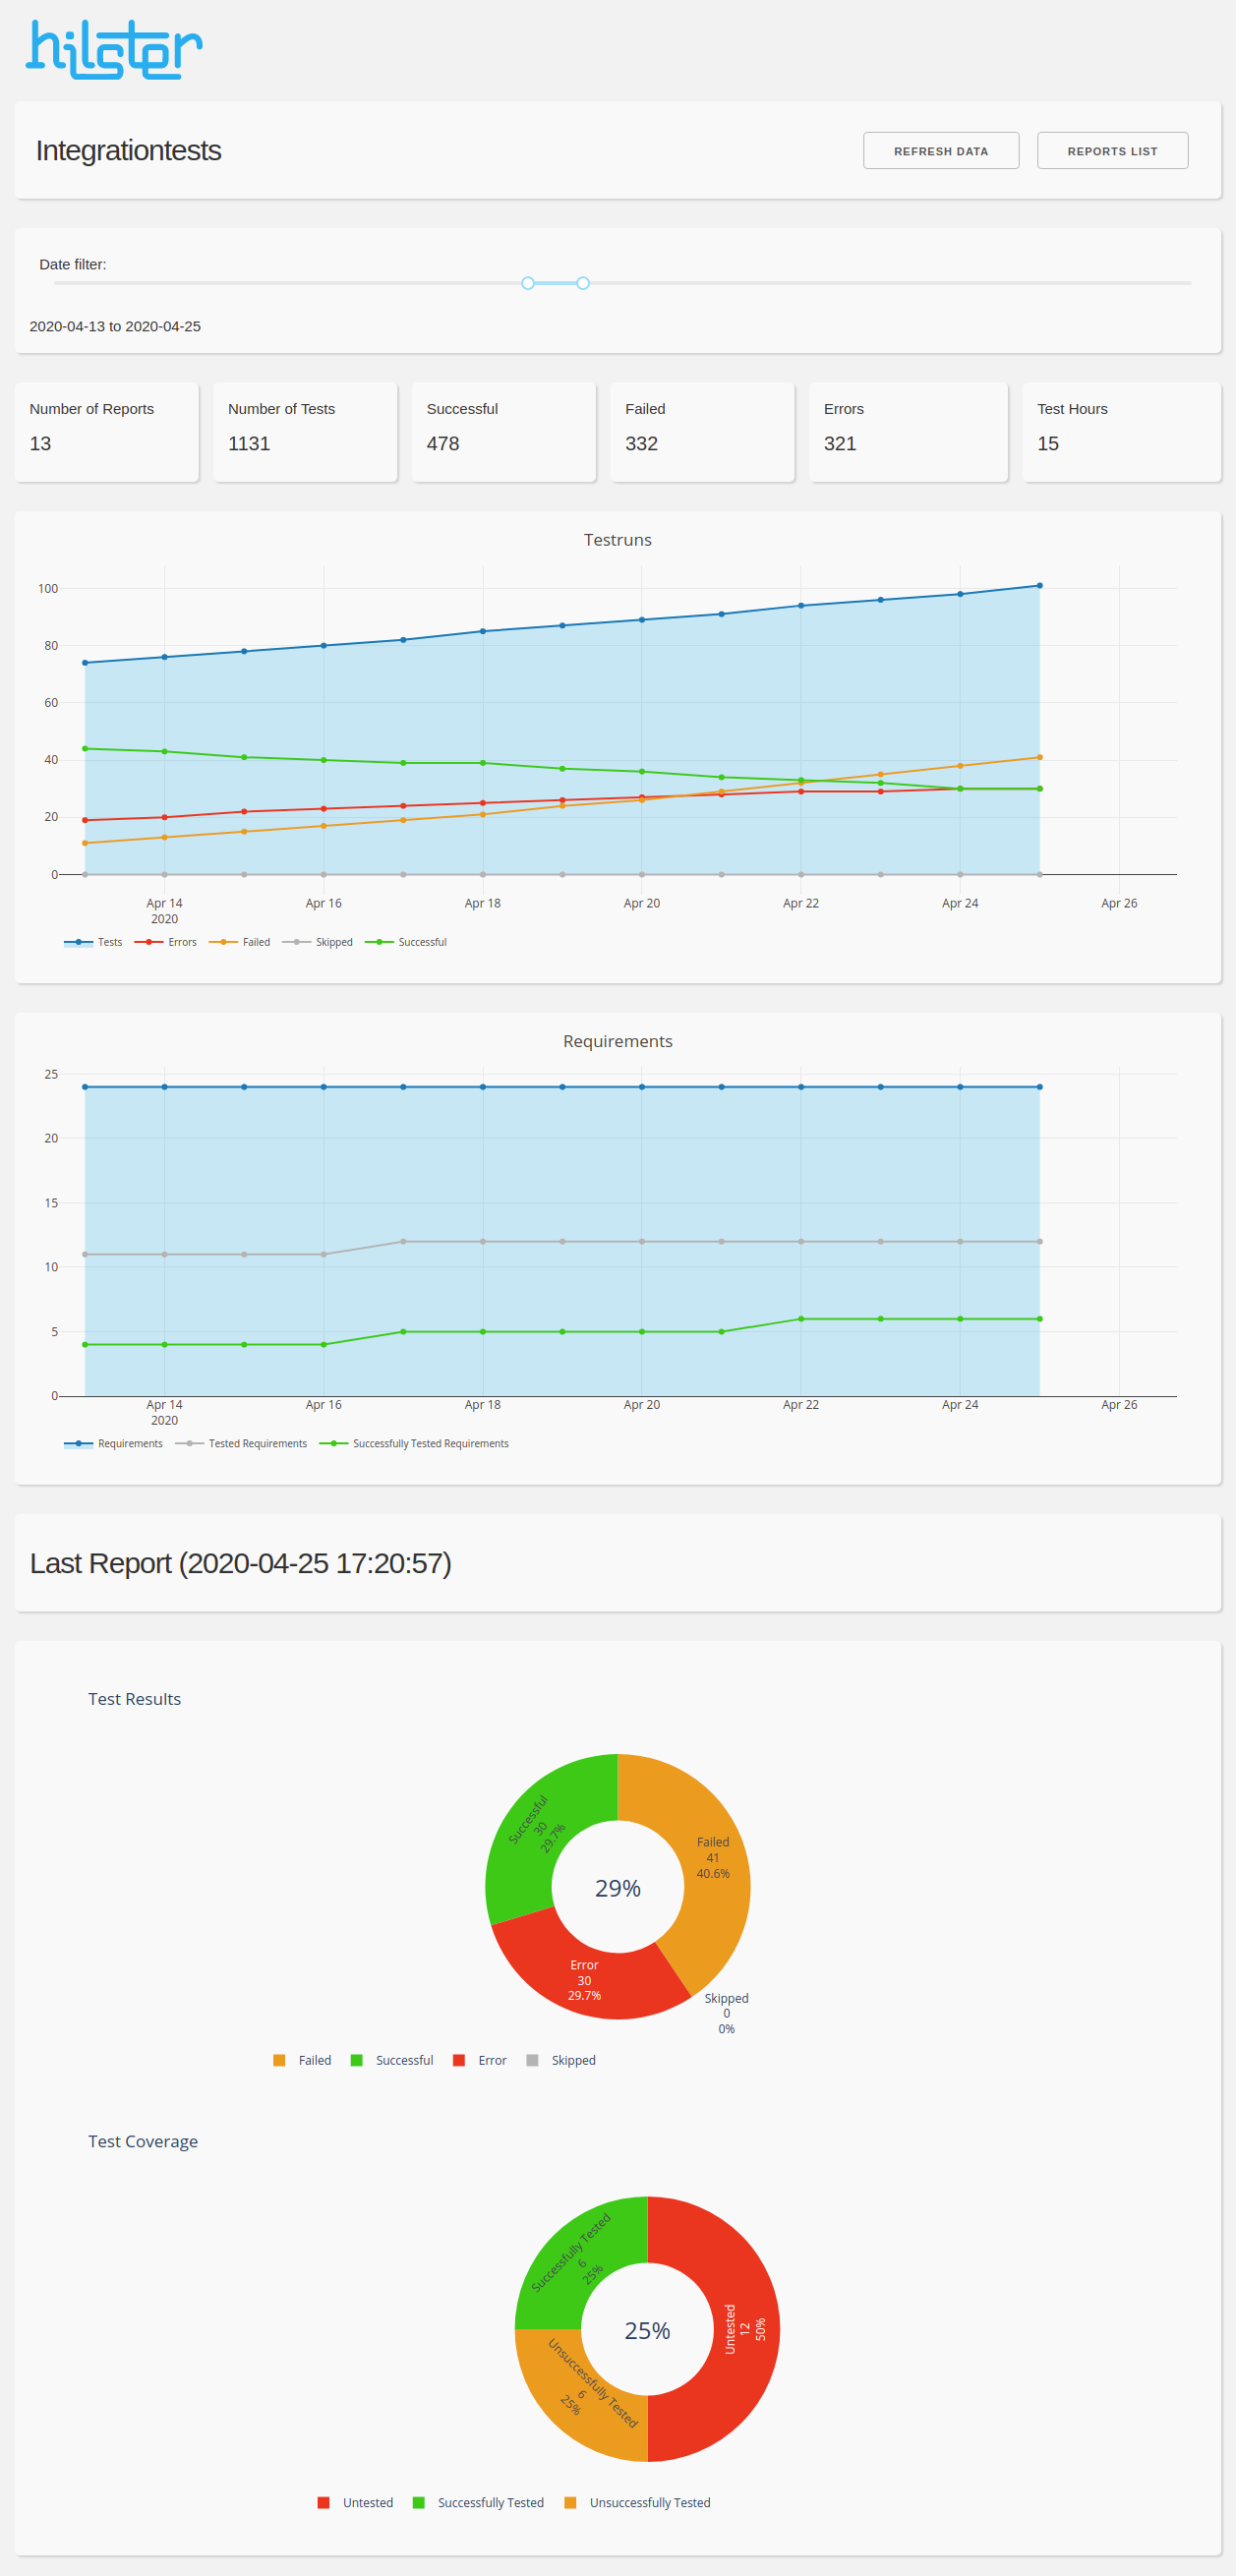 hilster
Integrationtests
REFRESH DATA
REPORTS LIST
Date filter:
2020-04-13 to 2020-04-25
Number of Reports
13
Number of Tests
1131
Successful
478
Failed
332
Errors
321
Test Hours
15
Testruns
100
80
60
40
20
0
Apr 14
2020
Apr 16
Apr 18
Apr 20
Apr 22
Apr 24
Apr 26
Tests
Errors
Failed
Skipped
Successful
Requirements
25
20
15
10
5
0
Apr 14
2020
Apr 16
Apr 18
Apr 20
Apr 22
Apr 24
Apr 26
Requirements
Tested Requirements
Successfully Tested Requirements
Last Report (2020-04-25 17:20:57)
Test Results
Successful
30
29.7%
Failed
41
40.6%
29%
Error
30
29.7%
Skipped
0
0%
Failed
Successful
Error
Skipped
Test Coverage
Successfully Tested
6
25%
Untested
12
50%
25%
Unsuccessfully Tested
6
25%
Untested
Successfully Tested
Unsuccessfully Tested